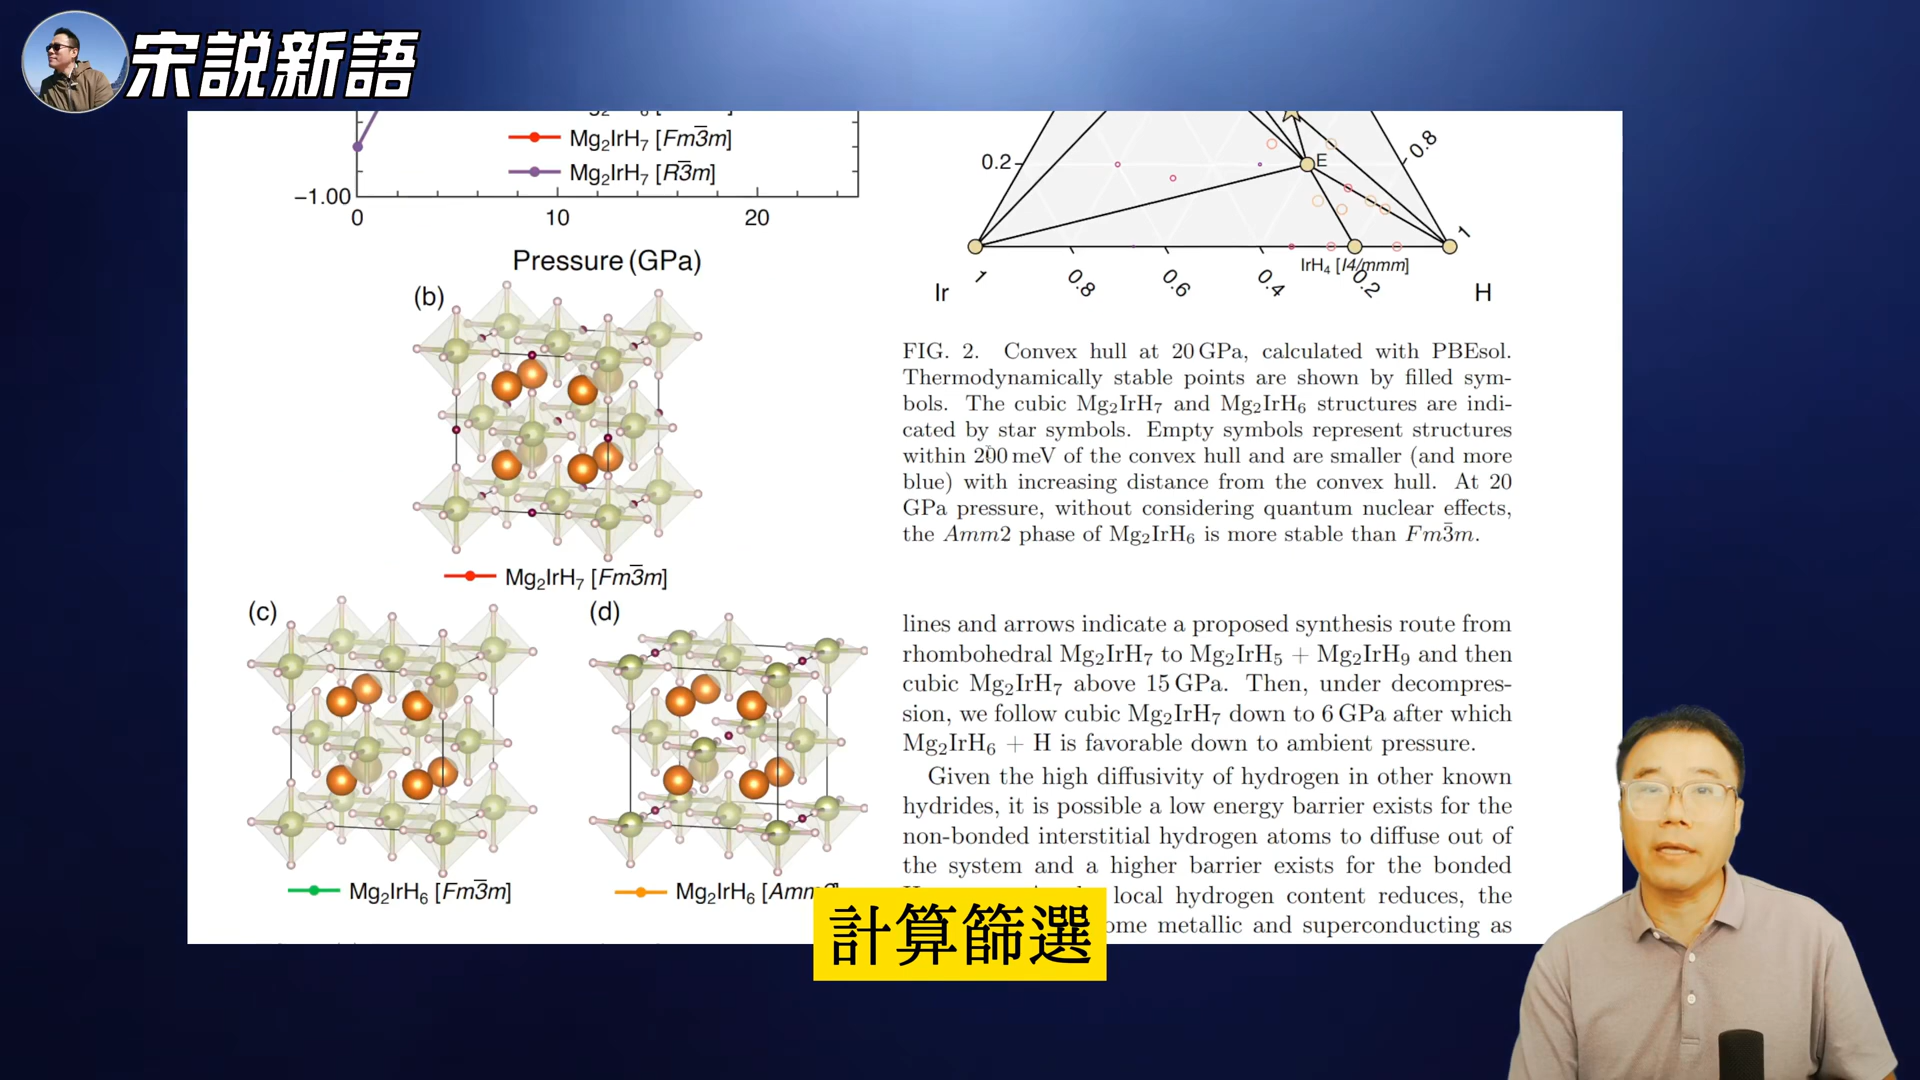 宋說新語
Mg2IrH7 [Fm3̅m]
Mg2IrH7 [R3̅m]
−1.00
0
10
20
Pressure (GPa)
(b)
Mg2IrH7 [Fm3̅m]
(c)
(d)
Mg2IrH6 [Fm3̅m]
Mg2IrH6
0.2
E
0.8
1
IrH4 [I4/mmm]
1
0.8
0.6
0.4
0.2
Ir
H
FIG. 2. Convex hull at 20 GPa, calculated with PBEsol.
Thermodynamically stable points are shown by filled sym-
bols. The cubic Mg2IrH7 and Mg2IrH6 structures are indi-
cated by star symbols. Empty symbols represent structures
within 200 meV of the convex hull and are smaller (and more
blue) with increasing distance from the convex hull. At 20
GPa pressure, without considering quantum nuclear effects,
the Amm2 phase of Mg2IrH6 is more stable than Fm3̅m.
lines and arrows indicate a proposed synthesis route from
rhombohedral Mg2IrH7 to Mg2IrH5 + Mg2IrH9 and then
cubic Mg2IrH7 above 15 GPa. Then, under decompres-
sion, we follow cubic Mg2IrH7 down to 6 GPa after which
Mg2IrH6 + H is favorable down to ambient pressure.
Given the high diffusivity of hydrogen in other known
hydrides, it is possible a low energy barrier exists for the
non-bonded interstitial hydrogen atoms to diffuse out of
the system and a higher barrier exists for the bonded
local hydrogen content reduces, the
metallic and superconducting as
計算篩選